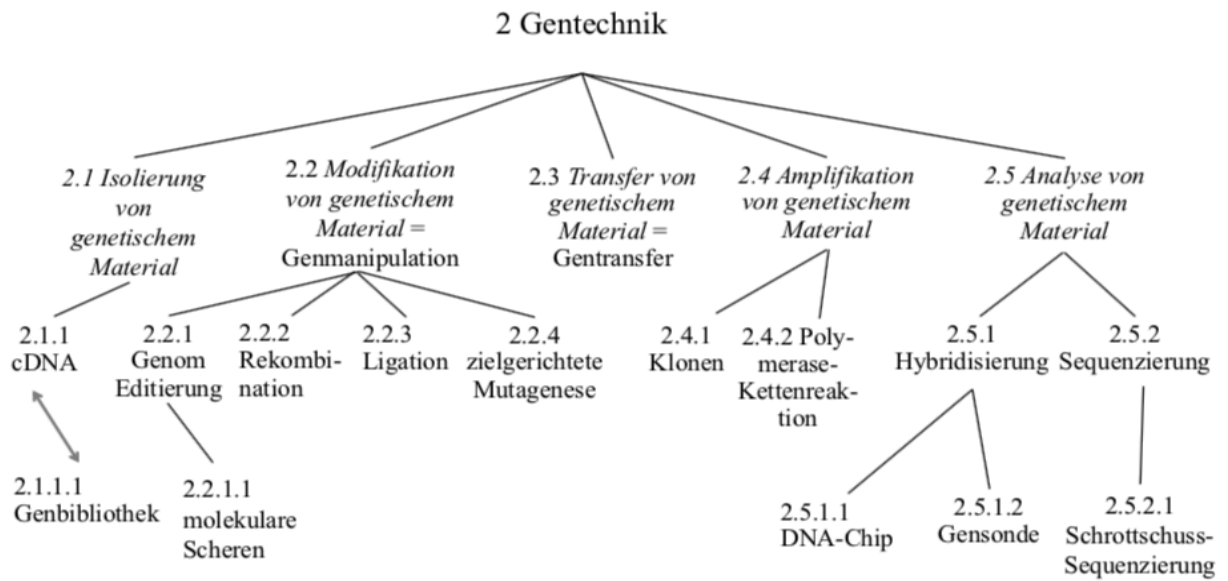 2 Gentechnik
2.1 Isolierung
von
genetischem
Material
2.2 Modifikation
von genetischem
Material =
Genmanipulation
2.3 Transfer von
genetischem
Material =
Gentransfer
2.4 Amplifikation
von genetischem
Material
2.5 Analyse von
genetischem
Material
2.1.1
cDNA
2.2.1
Genom
Editierung
2.2.2
Rekombi-
nation
2.2.3
Ligation
2.2.4
zielgerichtete
Mutagenese
2.4.1
Klonen
2.4.2 Poly-
merase-
Kettenreak-
tion
2.5.1
Hybridisierung
2.5.2
Sequenzierung
2.1.1.1
Genbibliothek
2.2.1.1
molekulare
Scheren
2.5.1.1
DNA-Chip
2.5.1.2
Gensonde
2.5.2.1
Schrottschuss-
Sequenzierung